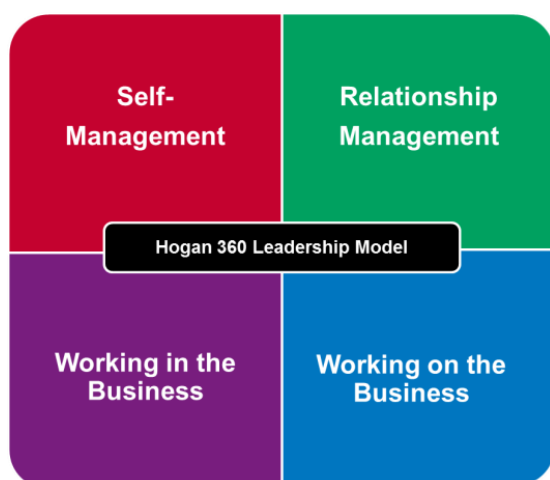 Self-
Management
Relationship
Management
Hogan 360 Leadership Model
Working in the
Business
Working on the
Business